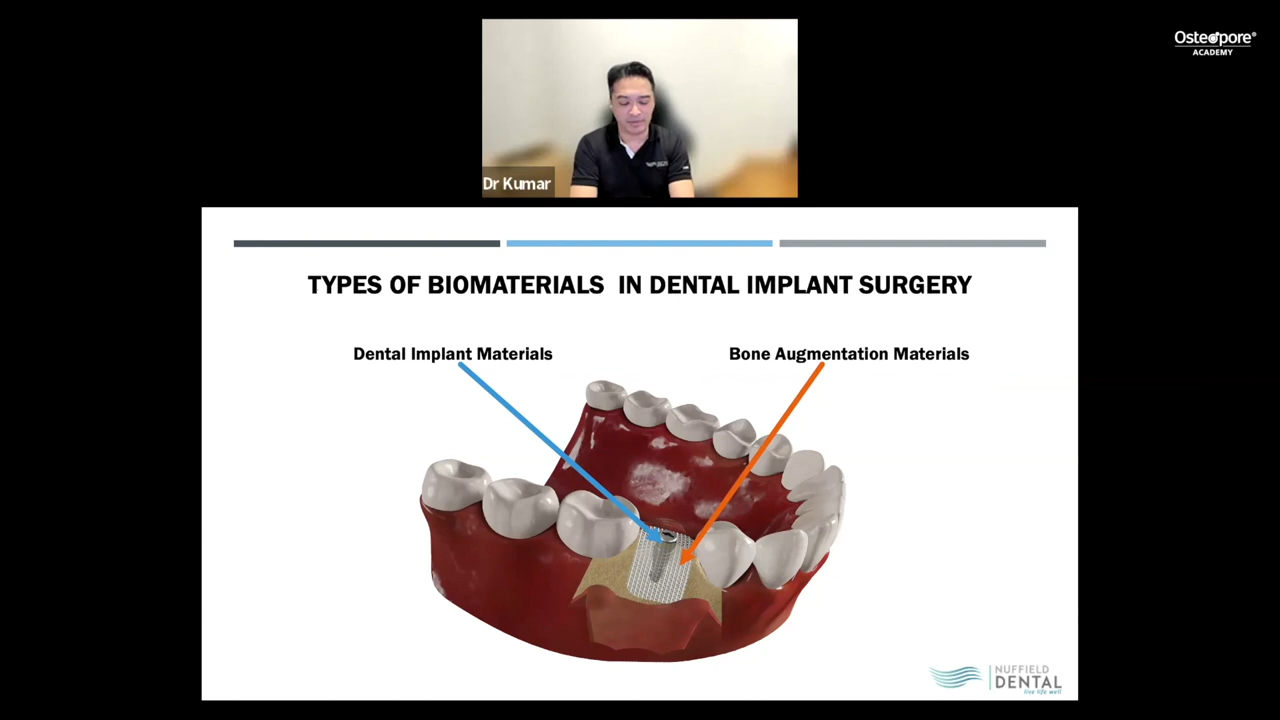 Osteopore®
ACADEMY
Dr Kumar
TYPES OF BIOMATERIALS IN DENTAL IMPLANT SURGERY
Dental Implant Materials
Bone Augmentation Materials
NUFFIELD
DENTAL
live life well